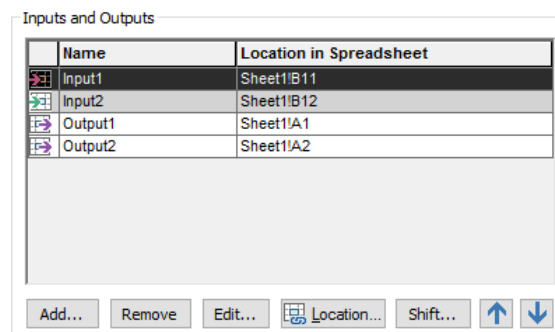 Inputs and Outputs
Name Location in Spreadsheet
Input1 Sheet1!B11
Input2 Sheet1!B12
Output1 Sheet1!A1
Output2 Sheet1!A2
Add... Remove Edit... Location... Shift...